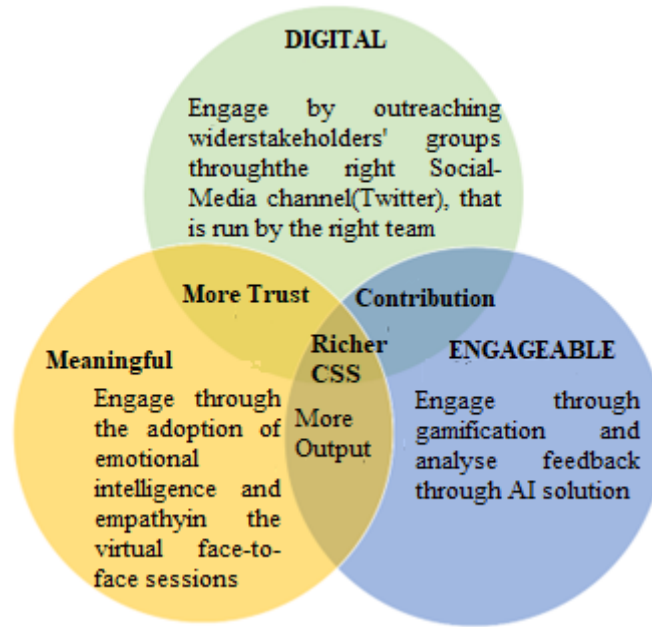 DIGITAL
Engage by outreaching
widerstakeholders' groups
throughthe right Social-
Media channel(Twitter), that
is run by the right team
More Trust
Contribution
Richer
CSS
More
Output
Meaningful
Engage through
the adoption of
emotional
intelligence and
empathyin the
virtual face-to-
face sessions
ENGAGEABLE
Engage through
gamification and
analyse feedback
through AI solution